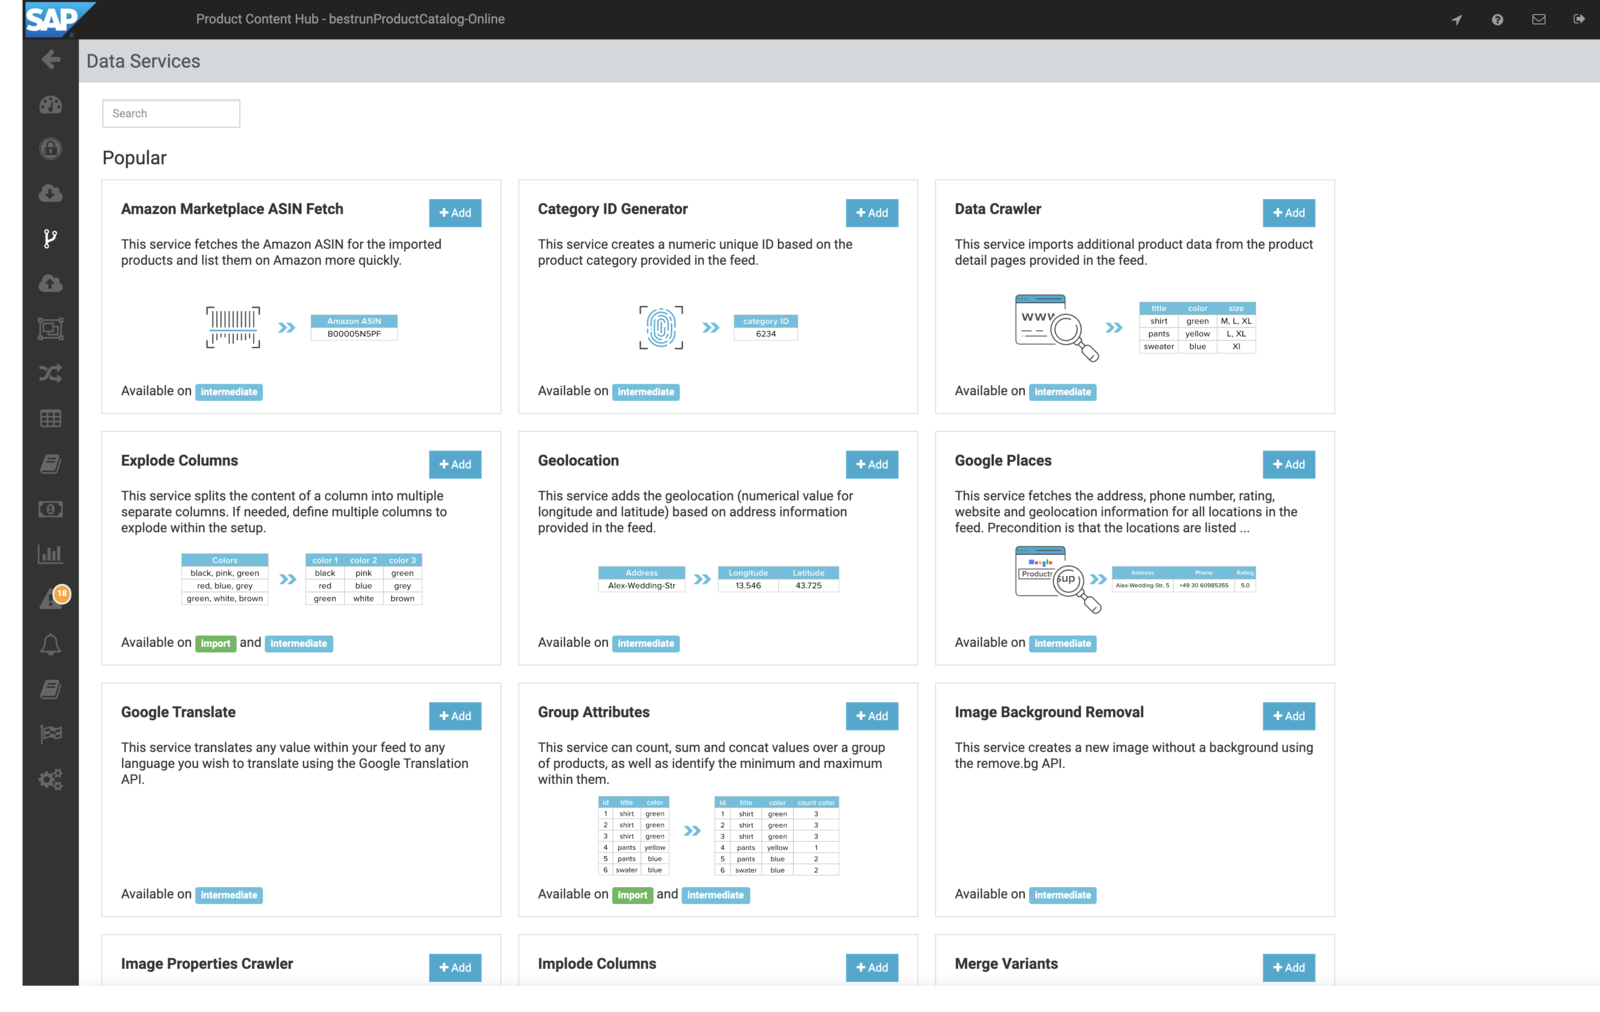 SAP
Product Content Hub - bestrunProductCatalog-Online
Data Services
Search
Popular
Amazon Marketplace ASIN Fetch
+ Add
This service fetches the Amazon ASIN for the imported
products and list them on Amazon more quickly.
Amazon ASIN
B00005N5PF
Available on intermediate
Category ID Generator
+ Add
This service creates a numeric unique ID based on the
product category provided in the feed.
category ID
6234
Available on intermediate
Data Crawler
+ Add
This service imports additional product data from the product
detail pages provided in the feed.
www
title color size
shirt green M, L, XL
pants yellow L, XL
sweater blue Xl
Available on intermediate
Explode Columns
+ Add
This service splits the content of a column into multiple
separate columns. If needed, define multiple columns to
explode within the setup.
Colors
black, pink, green
red, blue, grey
green, white, brown
color 1 color 2 color 3
black pink green
red blue grey
green white brown
Available on import and intermediate
18
Geolocation
+ Add
This service adds the geolocation (numerical value for
longitude and latitude) based on address information
provided in the feed.
Address
Alex-Wedding-Str
Longitude Latitude
13.546 43.725
Available on intermediate
Google Places
+ Add
This service fetches the address, phone number, rating,
website and geolocation information for all locations in the
feed. Precondition is that the locations are listed ...
Products
sup
Address Phone Rating
Alex-Wedding-Str. 5 +49 30 60985355 5.0
Available on intermediate
Google Translate
+ Add
This service translates any value within your feed to any
language you wish to translate using the Google Translation
API.
Available on intermediate
Group Attributes
+ Add
This service can count, sum and concat values over a group
of products, as well as identify the minimum and maximum
within them.
id title color
1 shirt green
2 shirt green
3 shirt green
4 pants yellow
5 pants blue
6 swater blue
id title color count color
1 shirt green 3
2 shirt green 3
3 shirt green 3
4 pants yellow 1
5 pants blue 2
6 swater blue 2
Available on import and intermediate
Image Background Removal
+ Add
This service creates a new image without a background using
the remove.bg API.
Available on intermediate
Image Properties Crawler
+ Add
Implode Columns
+ Add
Merge Variants
+ Add